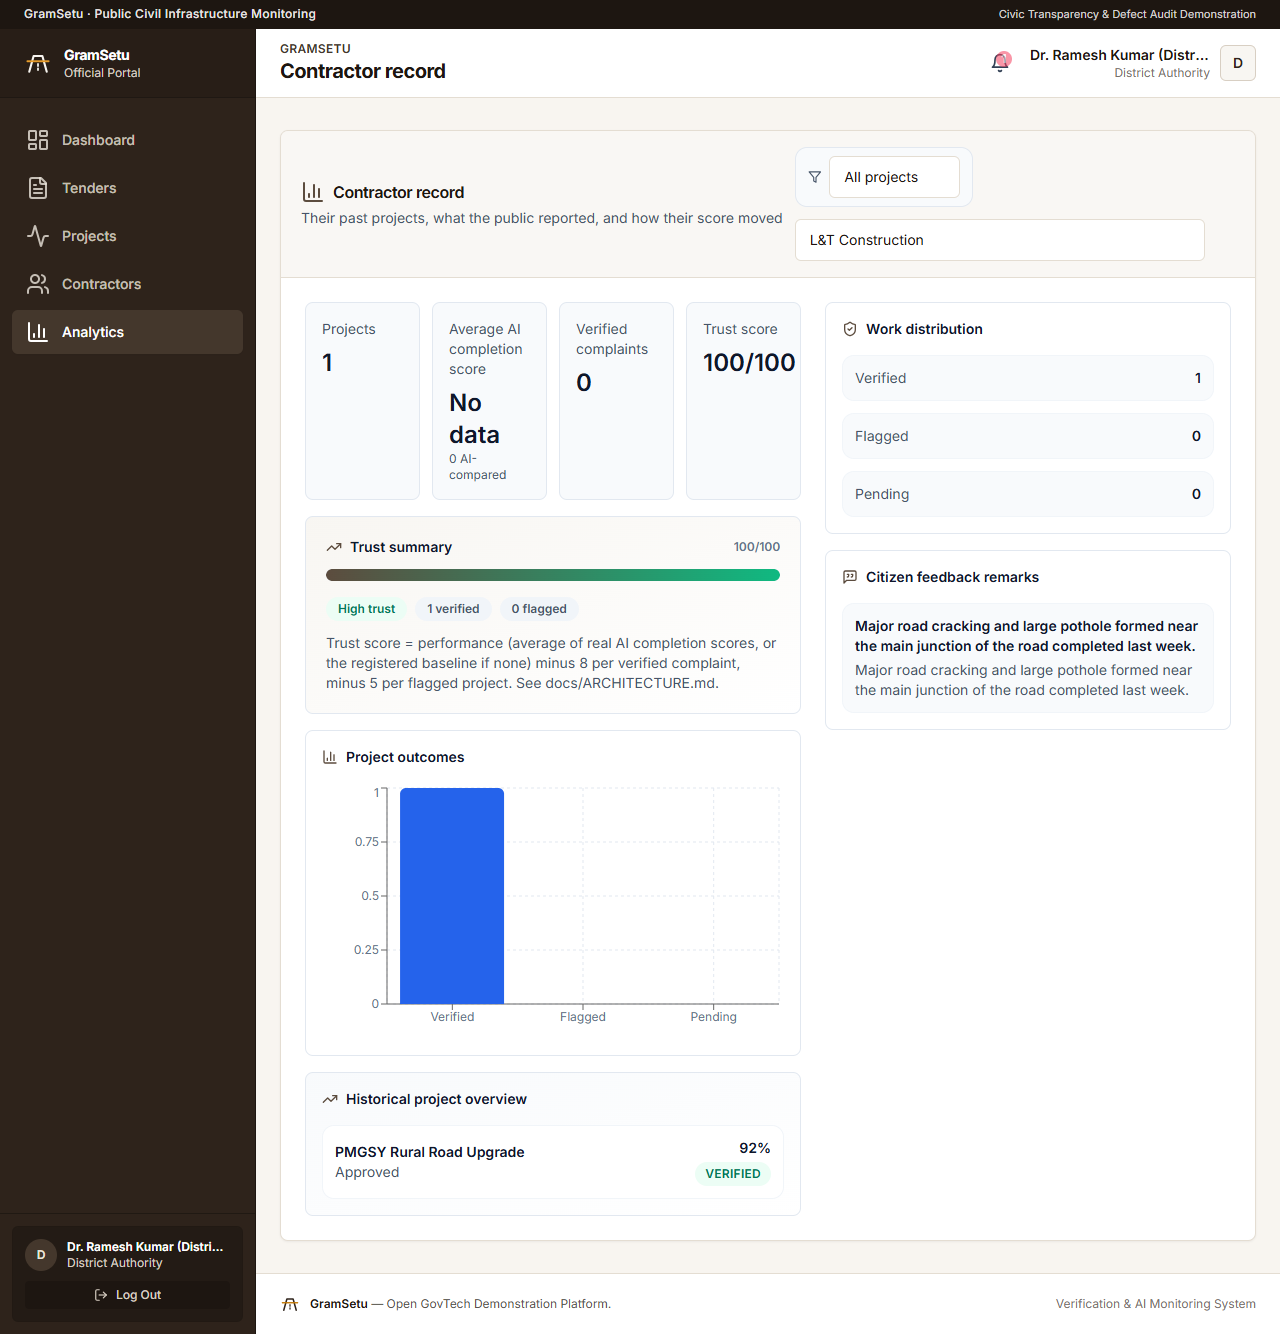 GramSetu · Public Civil Infrastructure Monitoring
Civic Transparency & Defect Audit Demonstration
GramSetu
Official Portal
GRAMSETU
Contractor record
Dr. Ramesh Kumar (Distr...
District Authority
D
Dashboard
Tenders
Projects
Contractors
Analytics
Contractor record
Their past projects, what the public reported, and how their score moved
All projects
L&T Construction
Projects
1
Average AI
completion
score
No
data
0 AI-
compared
Verified
complaints
0
Trust score
100/100
Work distribution
Verified
1
Flagged
0
Pending
0
Trust summary
100/100
High trust
1 verified
0 flagged
Trust score = performance (average of real AI completion scores, or
the registered baseline if none) minus 8 per verified complaint,
minus 5 per flagged project. See docs/ARCHITECTURE.md.
Citizen feedback remarks
Major road cracking and large pothole formed near
the main junction of the road completed last week.
Major road cracking and large pothole formed near
the main junction of the road completed last week.
Project outcomes
1
0.75
0.5
0.25
0
Verified
Flagged
Pending
Historical project overview
PMGSY Rural Road Upgrade
Approved
92%
VERIFIED
D
Dr. Ramesh Kumar (Distri...
District Authority
Log Out
GramSetu — Open GovTech Demonstration Platform.
Verification & AI Monitoring System